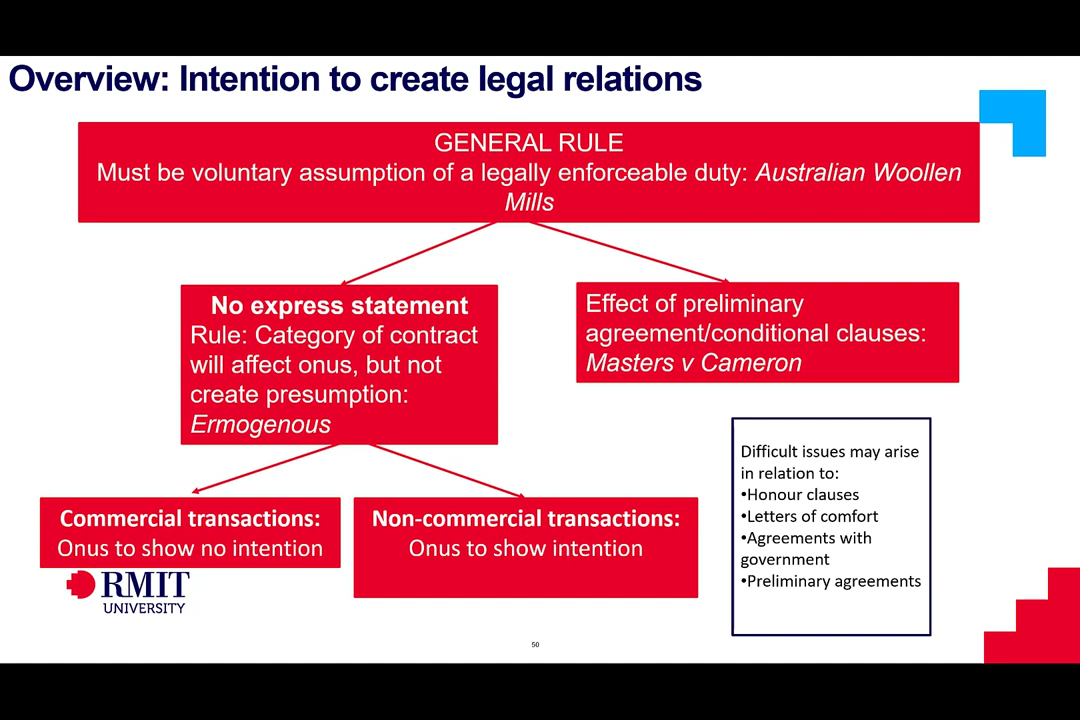 Overview: Intention to create legal relations
GENERAL RULE
Must be voluntary assumption of a legally enforceable duty: Australian Woollen
Mills
No express statement
Rule: Category of contract
will affect onus, but not
create presumption:
Ermogenous
Effect of preliminary
agreement/conditional clauses:
Masters v Cameron
Commercial transactions:
Onus to show no intention
Non-commercial transactions:
Onus to show intention
Difficult issues may arise
in relation to:
•Honour clauses
•Letters of comfort
•Agreements with
government
•Preliminary agreements
RMIT
UNIVERSITY
50